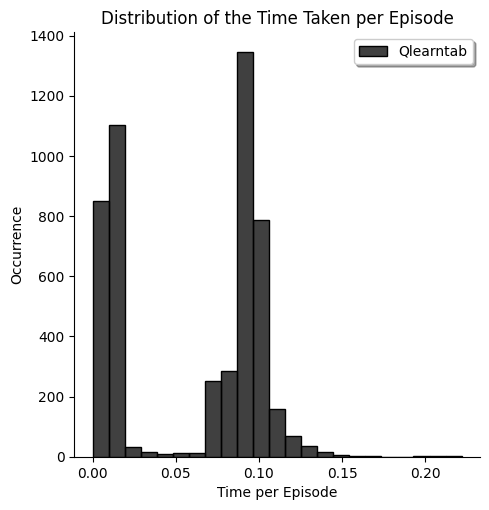 Distribution of the Time Taken per Episode
Qlearntab
Occurrence
1400
1200
1000
800
600
400
200
0
0.00 0.05 0.10 0.15 0.20
Time per Episode